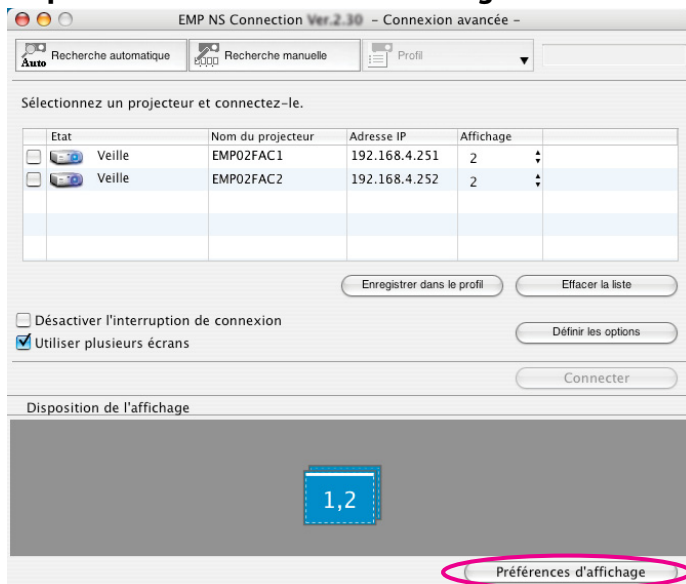 EMP NS Connection Ver.2.30 – Connexion avancée –
Auto Recherche automatique Recherche manuelle Profil
Sélectionnez un projecteur et connectez-le.
Etat Nom du projecteur Adresse IP Affichage
Veille EMP02FAC1 192.168.4.251 2
Veille EMP02FAC2 192.168.4.252 2
Enregistrer dans le profil Effacer la liste
Désactiver l'interruption de connexion
Définir les options
Utiliser plusieurs écrans
Connecter
Disposition de l'affichage
1,2
Préférences d'affichage